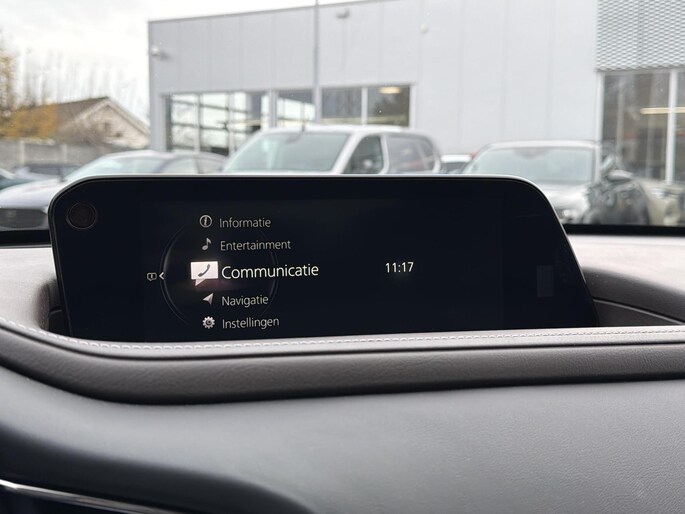 Informatie
Entertainment
Communicatie
11:17
Navigatie
Instellingen